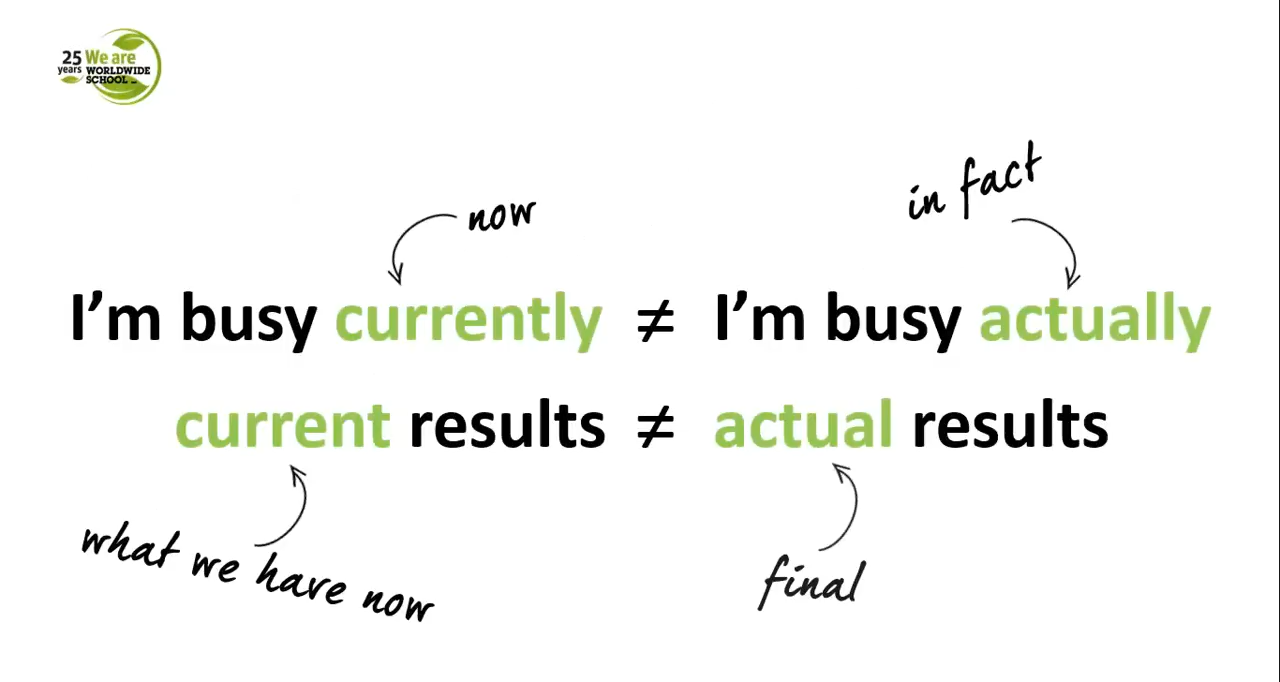 25 We are
years WORLDWIDE
SCHOOL
in fact
now
I'm busy currently ≠ I'm busy actually
current results ≠ actual results
what we have now
final